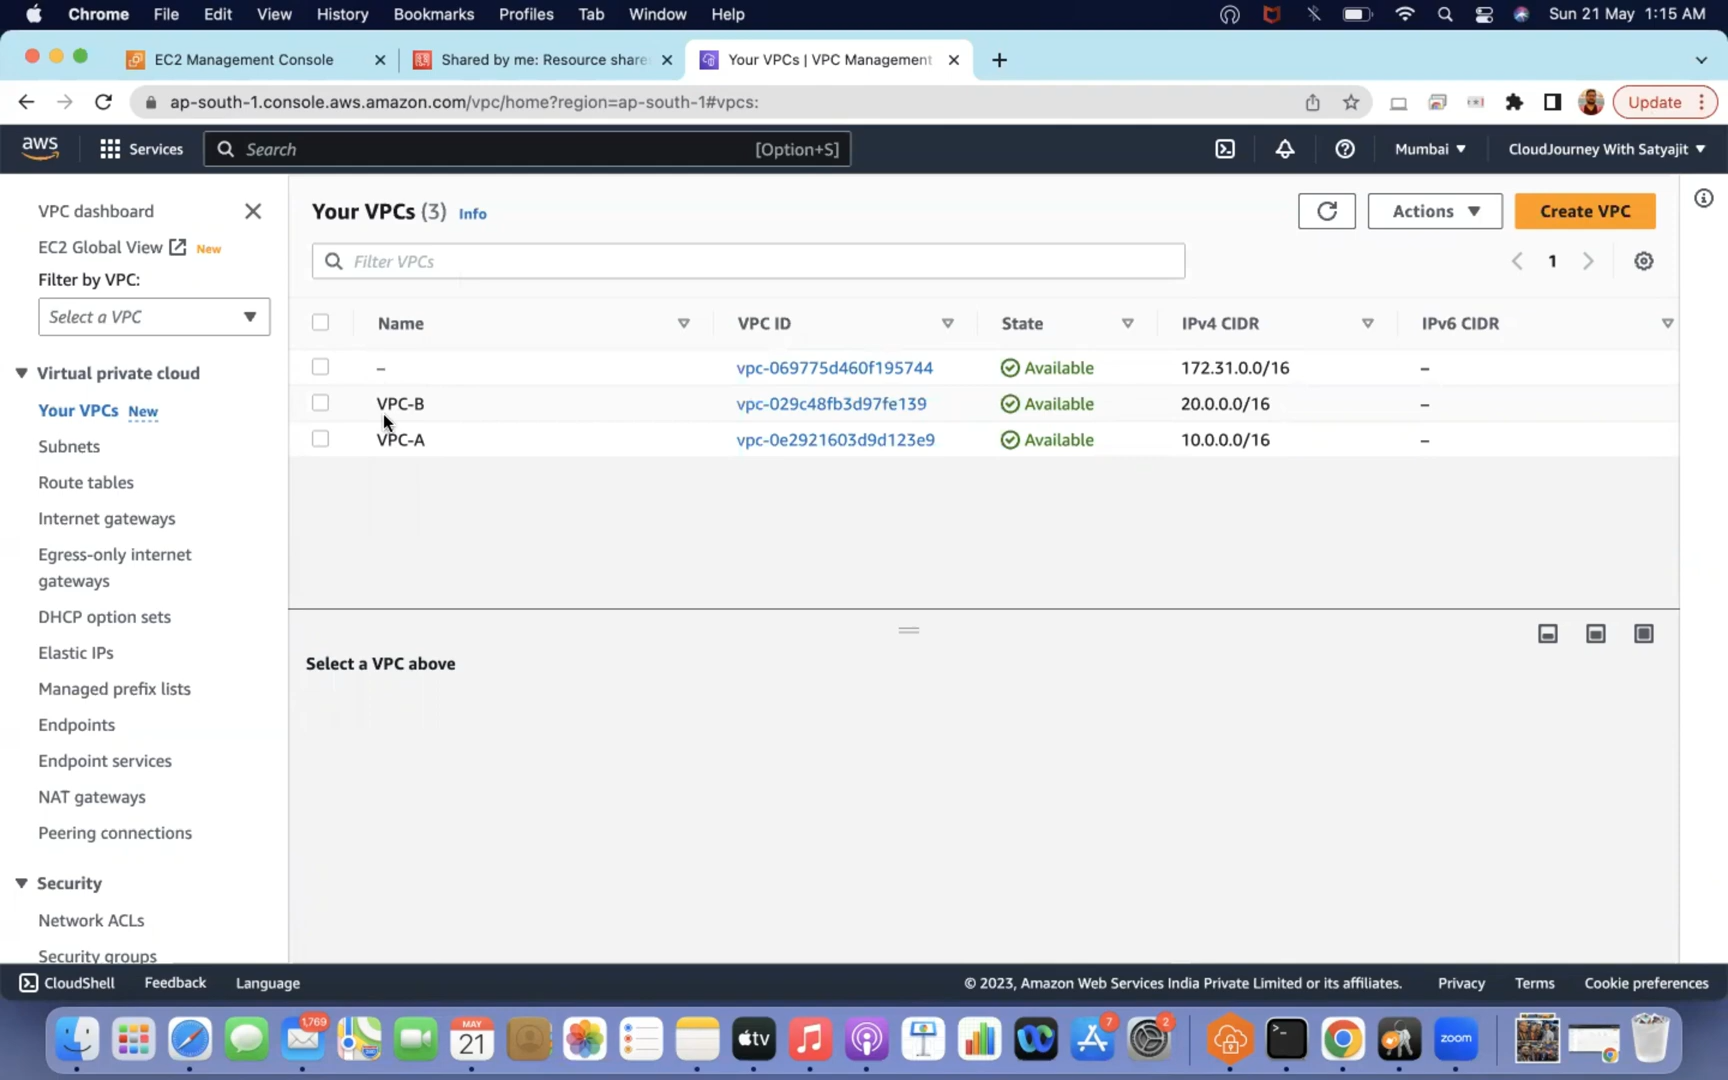 Chrome File Edit View History Bookmarks Profiles Tab Window Help Sun 21 May 1:15 AM
EC2 Management Console Shared by me: Resource share Your VPCs | VPC Management
ap-south-1.console.aws.amazon.com/vpc/home?region=ap-south-1#vpcs: Update
aws Services Search [Option+S] Mumbai CloudJourney With Satyajit
VPC dashboard
EC2 Global View New
Filter by VPC:
Select a VPC
Virtual private cloud
Your VPCs New
Subnets
Route tables
Internet gateways
Egress-only internet
gateways
DHCP option sets
Elastic IPs
Managed prefix lists
Endpoints
Endpoint services
NAT gateways
Peering connections
Security
Network ACLs
Security groups
Your VPCs (3) Info Actions Create VPC
Filter VPCs 1
Name VPC ID State IPv4 CIDR IPv6 CIDR
– vpc-069775d460f195744 Available 172.31.0.0/16 –
VPC-B vpc-029c48fb3d97fe139 Available 20.0.0.0/16 –
VPC-A vpc-0e2921603d9d123e9 Available 10.0.0.0/16 –
Select a VPC above
CloudShell Feedback Language © 2023, Amazon Web Services India Private Limited or its affiliates. Privacy Terms Cookie preferences
1,769 MAY 21 tv 7 2 zoom